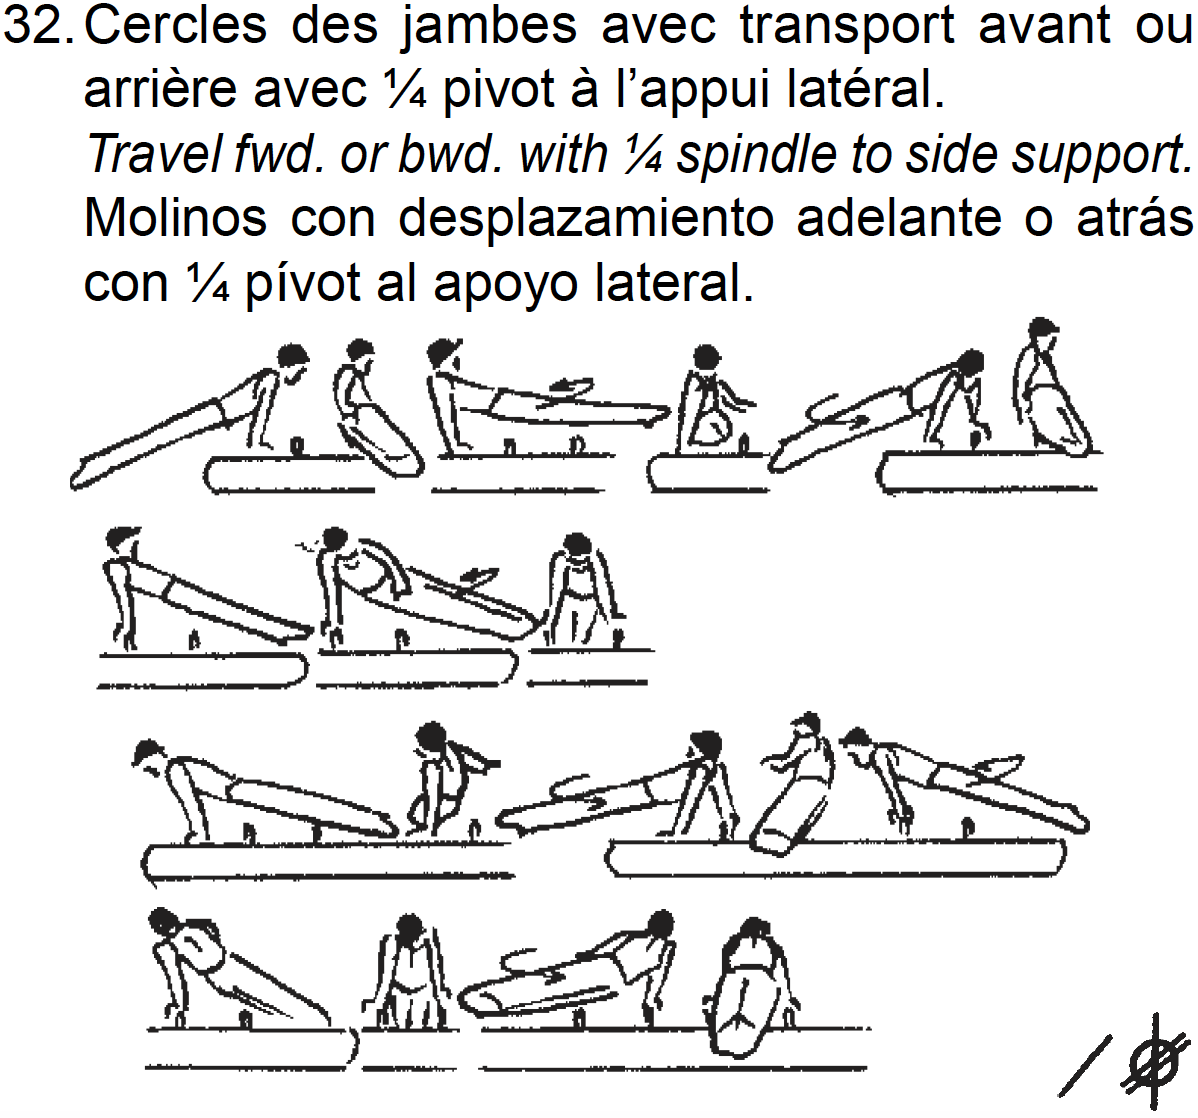 32. Cercles des jambes avec transport avant ou
arrière avec ¼ pivot à l’appui latéral.
Travel fwd. or bwd. with ¼ spindle to side support.
Molinos con desplazamiento adelante o atrás
con ¼ pívot al apoyo lateral.